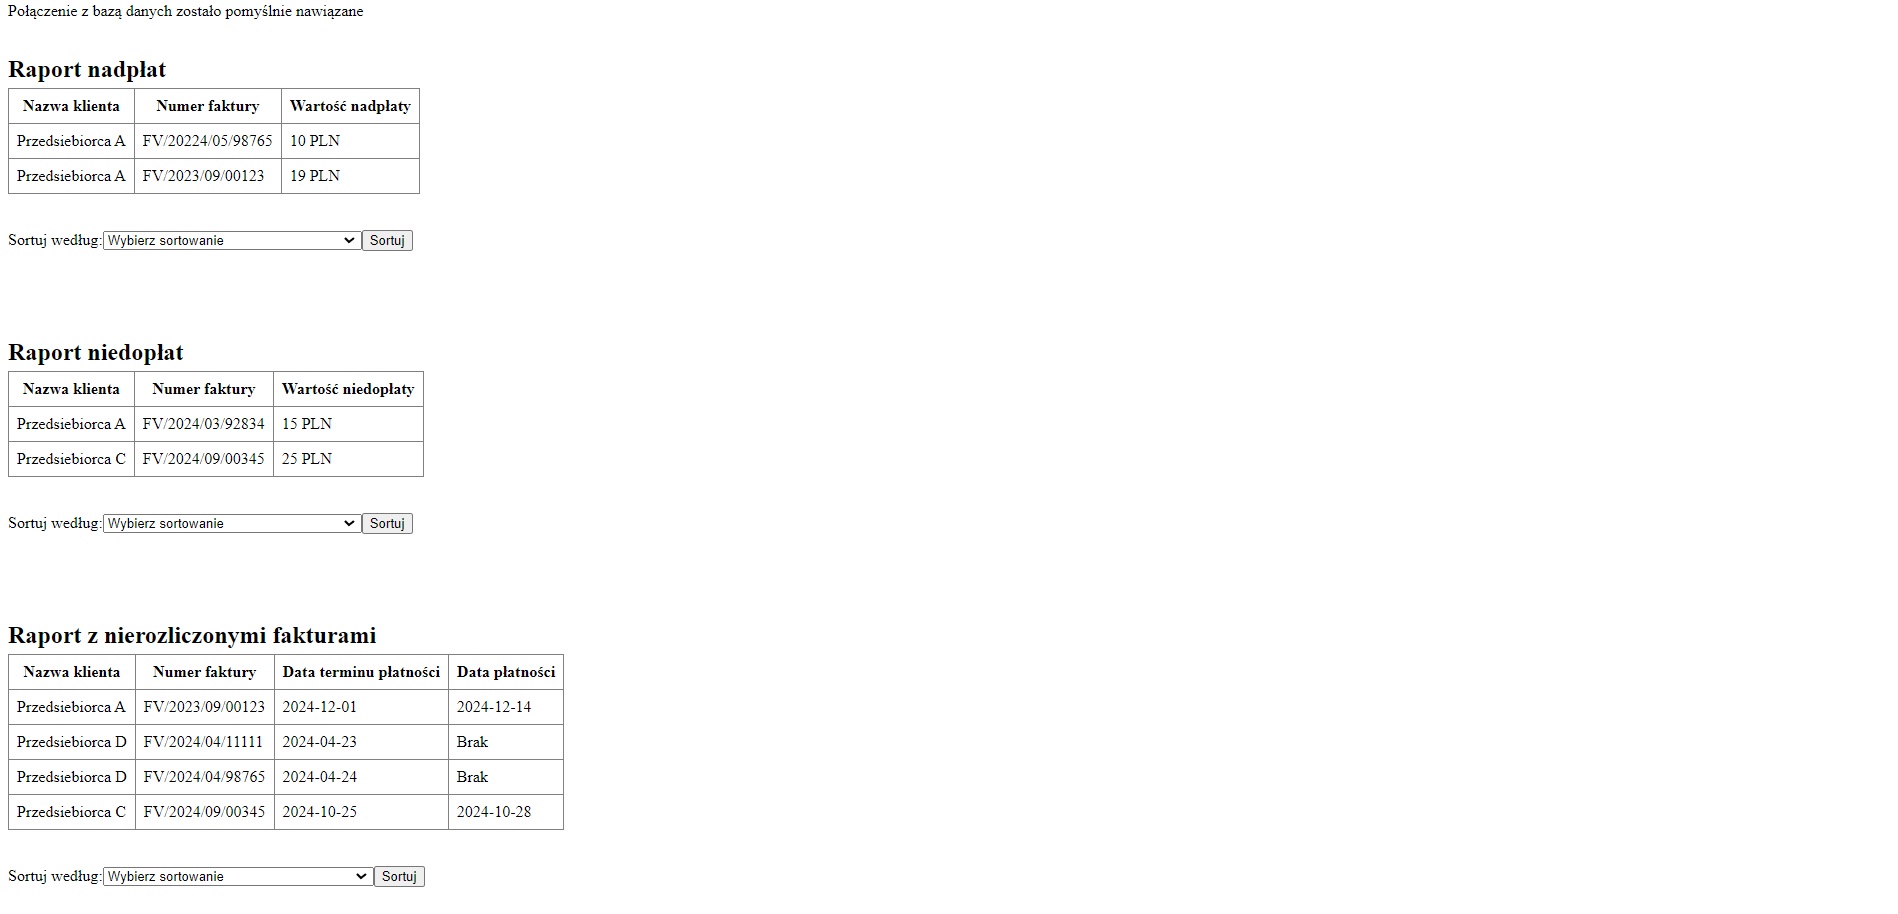 Połączenie z bazą danych zostało pomyślnie nawiązane
Raport nadpłat
Nazwa klienta Numer faktury Wartość nadpłaty
Przedsiebiorca A FV/20224/05/98765 10 PLN
Przedsiebiorca A FV/2023/09/00123 19 PLN
Sortuj według: Wybierz sortowanie Sortuj
Raport niedopłat
Nazwa klienta Numer faktury Wartość niedopłaty
Przedsiebiorca A FV/2024/03/92834 15 PLN
Przedsiebiorca C FV/2024/09/00345 25 PLN
Sortuj według: Wybierz sortowanie Sortuj
Raport z nierozliczonymi fakturami
Nazwa klienta Numer faktury Data terminu płatności Data płatności
Przedsiebiorca A FV/2023/09/00123 2024-12-01 2024-12-14
Przedsiebiorca D FV/2024/04/11111 2024-04-23 Brak
Przedsiebiorca D FV/2024/04/98765 2024-04-24 Brak
Przedsiebiorca C FV/2024/09/00345 2024-10-25 2024-10-28
Sortuj według: Wybierz sortowanie Sortuj